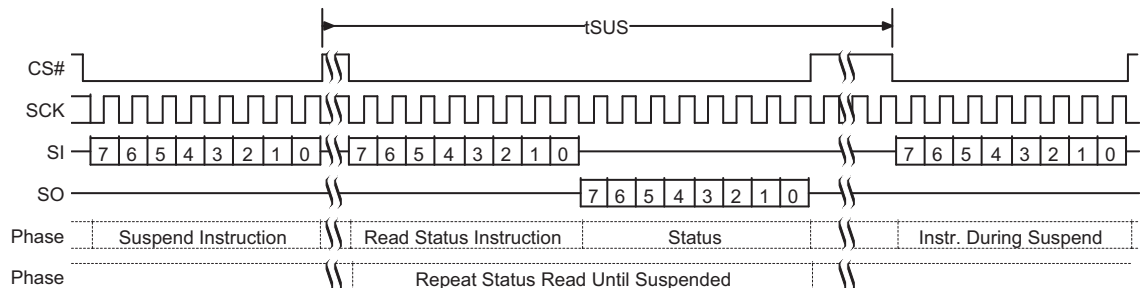 tSUS
CS#
SCK
SI 7 6 5 4 3 2 1 0 7 6 5 4 3 2 1 0 7 6 5 4 3 2 1 0
SO 7 6 5 4 3 2 1 0
Phase Suspend Instruction Read Status Instruction Status Instr. During Suspend
Phase Repeat Status Read Until Suspended